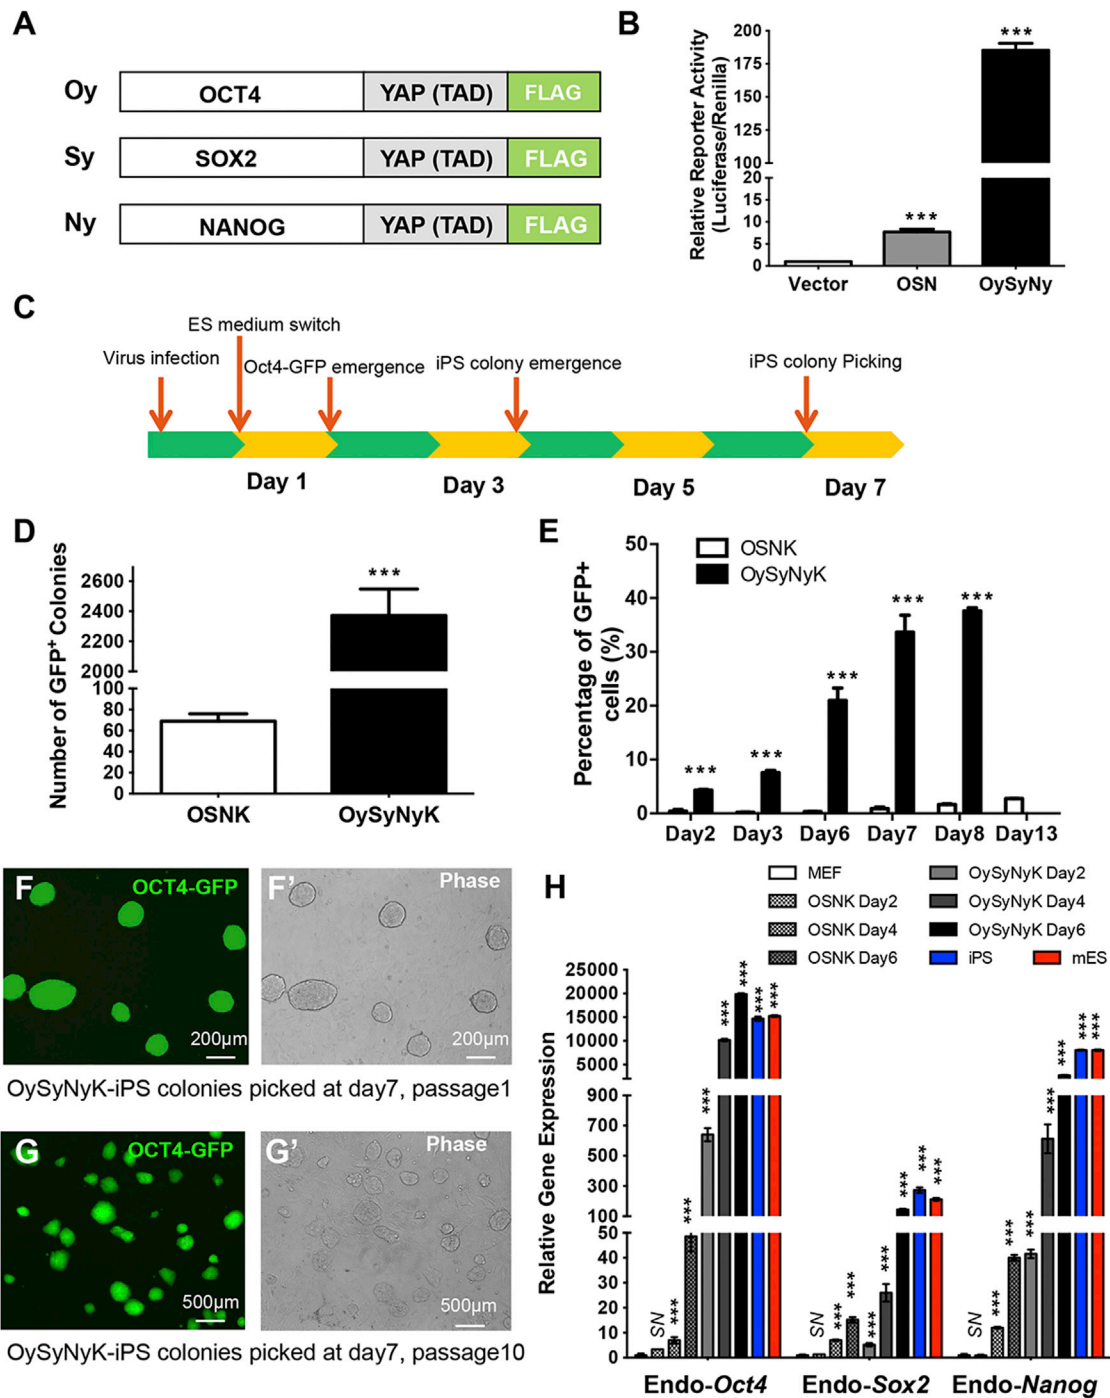 A
Oy
OCT4
YAP (TAD)
FLAG
Sy
SOX2
YAP (TAD)
FLAG
Ny
NANOG
YAP (TAD)
FLAG
B
Relative Reporter Activity
(Luciferase/Renilla)
200
175
150
125
100
20
15
10
5
0
***
***
Vector
OSN
OySyNy
C
ES medium switch
Virus infection
Oct4-GFP emergence
iPS colony emergence
iPS colony Picking
Day 1
Day 3
Day 5
Day 7
D
Number of GFP+ Colonies
2600
2400
2200
2000
100
80
60
40
20
0
***
OSNK
OySyNyK
E
Percentage of GFP+
cells (%)
50
40
30
20
10
0
OSNK
OySyNyK
***
***
***
***
***
Day2
Day3
Day6
Day7
Day8
Day13
F
OCT4-GFP
200µm
F'
Phase
200µm
OySyNyK-iPS colonies picked at day7, passage1
G
OCT4-GFP
500µm
G'
Phase
500µm
OySyNyK-iPS colonies picked at day7, passage10
H
MEF
OSNK Day2
OSNK Day4
OSNK Day6
OySyNyK Day2
OySyNyK Day4
OySyNyK Day6
iPS
mES
Relative Gene Expression
25000
20000
15000
10000
5000
900
700
500
300
100
50
40
30
20
10
0
SN
***
***
***
***
***
***
***
SN
***
***
***
***
***
***
***
SN
***
***
***
***
***
***
***
Endo-Oct4
Endo-Sox2
Endo-Nanog